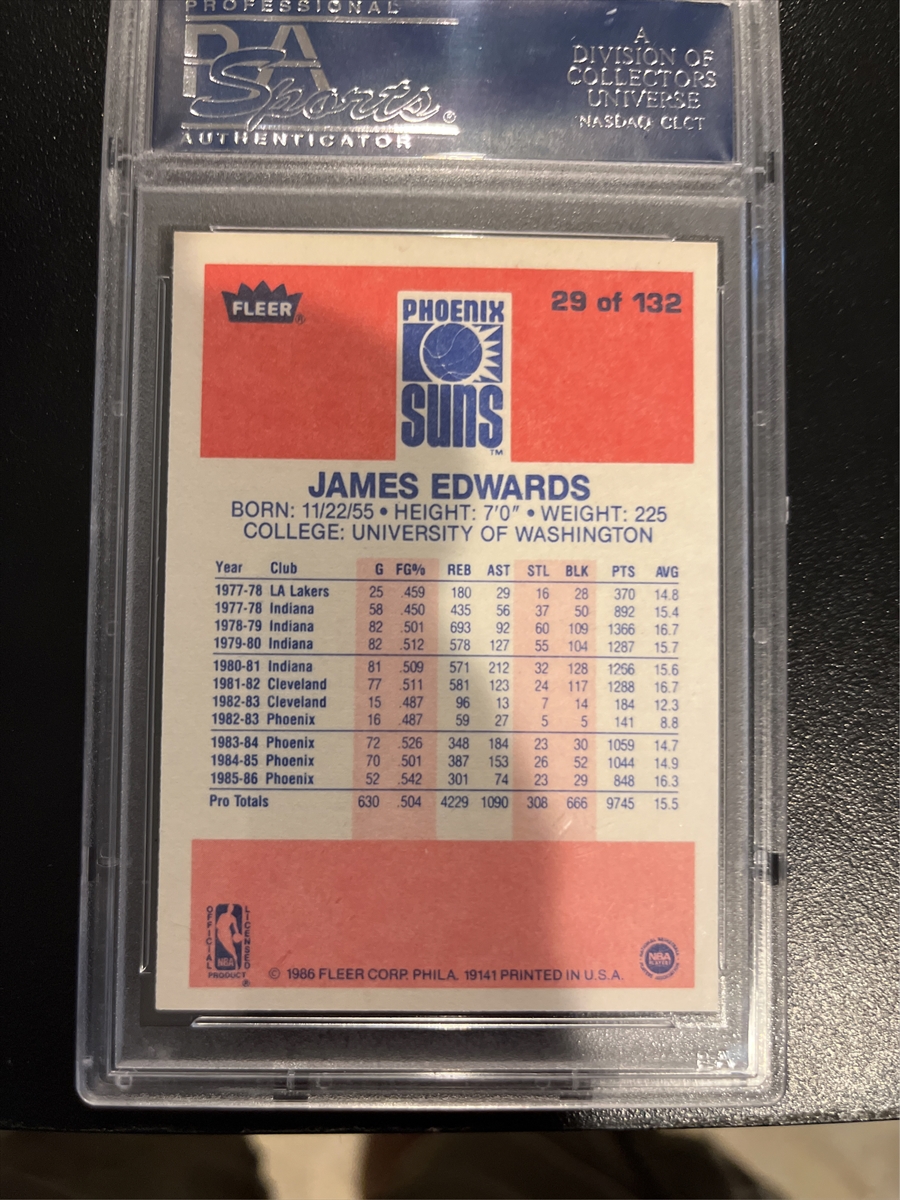 PROFESSIONAL
PSA
Sports®
AUTHENTICATOR
A
DIVISION OF
COLLECTORS
UNIVERSE
NASDAQ: CLCT
FLEER®
29 of 132
PHOENIX
SUNS
TM
JAMES EDWARDS
BORN: 11/22/55 • HEIGHT: 7'0" • WEIGHT: 225
COLLEGE: UNIVERSITY OF WASHINGTON
Year Club G FG% REB AST STL BLK PTS AVG
1977-78 LA Lakers 25 .459 180 29 16 28 370 14.8
1977-78 Indiana 58 .450 435 56 37 50 892 15.4
1978-79 Indiana 82 .501 693 92 60 109 1366 16.7
1979-80 Indiana 82 .512 578 127 55 104 1287 15.7
1980-81 Indiana 81 .509 571 212 32 128 1266 15.6
1981-82 Cleveland 77 .511 581 123 24 117 1288 16.7
1982-83 Cleveland 15 .487 96 13 7 14 184 12.3
1982-83 Phoenix 16 .487 59 27 5 5 141 8.8
1983-84 Phoenix 72 .526 348 184 23 30 1059 14.7
1984-85 Phoenix 70 .501 387 153 26 52 1044 14.9
1985-86 Phoenix 52 .542 301 74 23 29 848 16.3
Pro Totals 630 .504 4229 1090 308 666 9745 15.5
OFFICIAL
LICENSED
NBA
PRODUCT®
© 1986 FLEER CORP. PHILA. 19141 PRINTED IN U.S.A.
NBA
PLAYERS